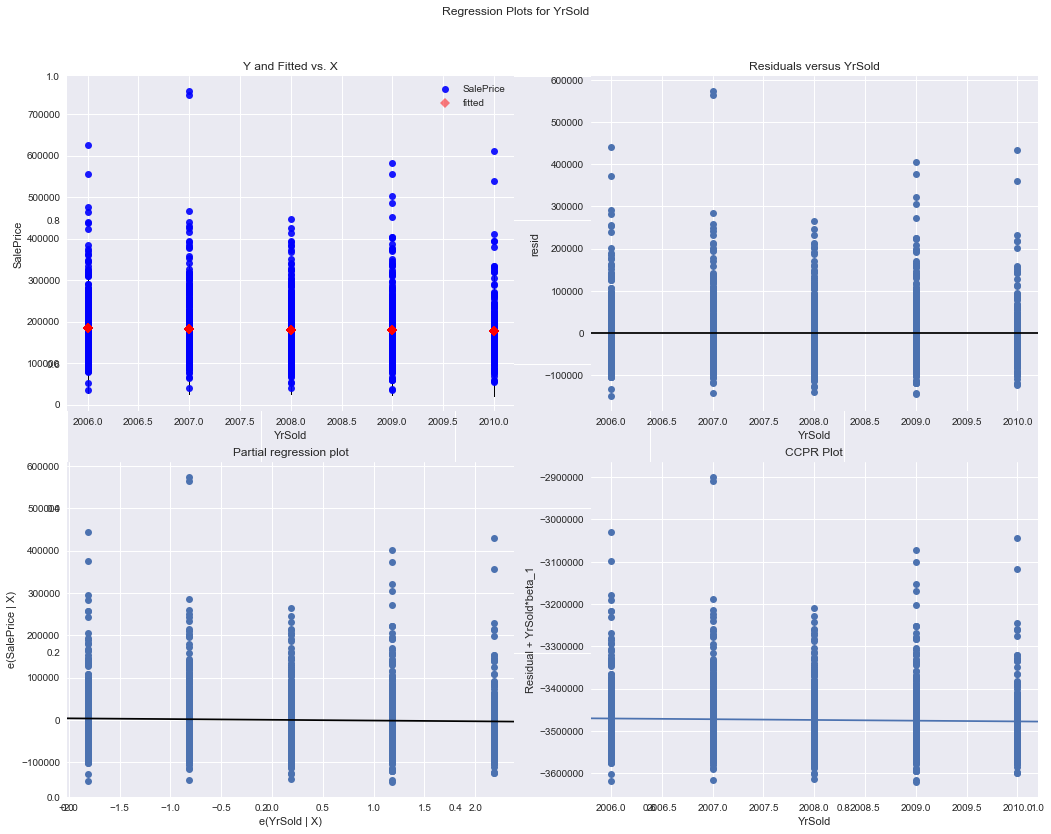 Regression Plots for YrSold
Y and Fitted vs. X
1.0
SalePrice
fitted
700000
600000
500000
0.8
400000
300000
200000
100000
0
SalePrice
2006.0 2006.5 2007.0 2007.5 2008.0 2008.5 2009.0 2009.5 2010.0
YrSold
Residuals versus YrSold
600000
500000
400000
300000
200000
100000
0
−100000
resid
2006.0 2006.5 2007.0 2007.5 2008.0 2008.5 2009.0 2009.5 2010.0
YrSold
Partial regression plot
600000
500000
400000
300000
200000
0.2
100000
0
−100000
0.0
e(SalePrice | X)
−1.5 −1.0 −0.5 0.5 1.0 1.5 0.4 2.0
e(YrSold | X)
CCPR Plot
−2900000
−3000000
−3100000
−3200000
−3300000
−3400000
−3500000
−3600000
Residual + YrSold*beta_1
2006.0 2006.5 2007.0 2007.5 2008.0 2008.5 2009.0 2009.5 2010.0 1.0
YrSold